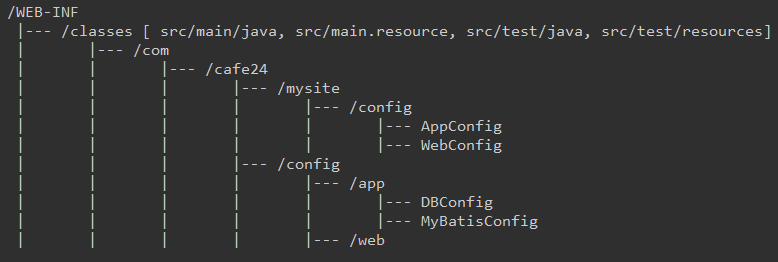 /WEB-INF
|--- /classes [ src/main/java, src/main.resource, src/test/java, src/test/resources]
|       |--- /com
|       |       |--- /cafe24
|       |       |       |--- /mysite
|       |       |       |       |--- /config
|       |       |       |       |       |--- AppConfig
|       |       |       |       |       |--- WebConfig
|       |       |       |--- /config
|       |       |       |       |--- /app
|       |       |       |       |       |--- DBConfig
|       |       |       |       |       |--- MyBatisConfig
|       |       |       |       |--- /web